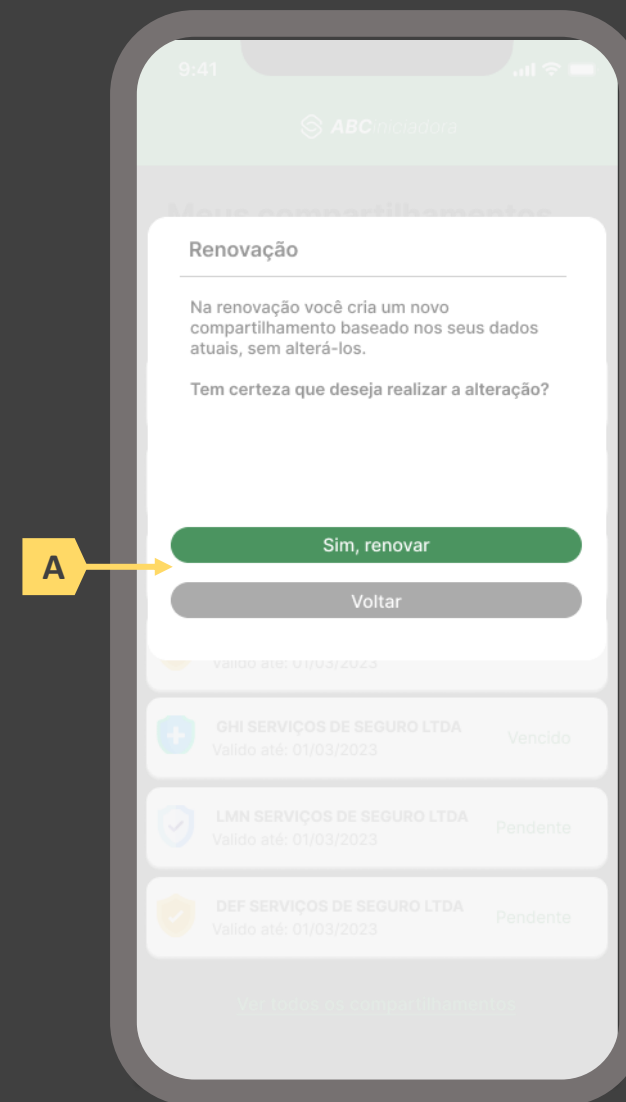 9:41
ABCiniciadora
Meus compartilhamentos
Renovação
Na renovação você cria um novo
compartilhamento baseado nos seus dados
atuais, sem alterá-los.
Tem certeza que deseja realizar a alteração?
A
Sim, renovar
Voltar
Valido até: 01/03/2023
GHI SERVIÇOS DE SEGURO LTDA
Vencido
Valido até: 01/03/2023
LMN SERVIÇOS DE SEGURO LTDA
Pendente
Valido até: 01/03/2023
DEF SERVIÇOS DE SEGURO LTDA
Pendente
Valido até: 01/03/2023
Ver todos os compartilhamentos